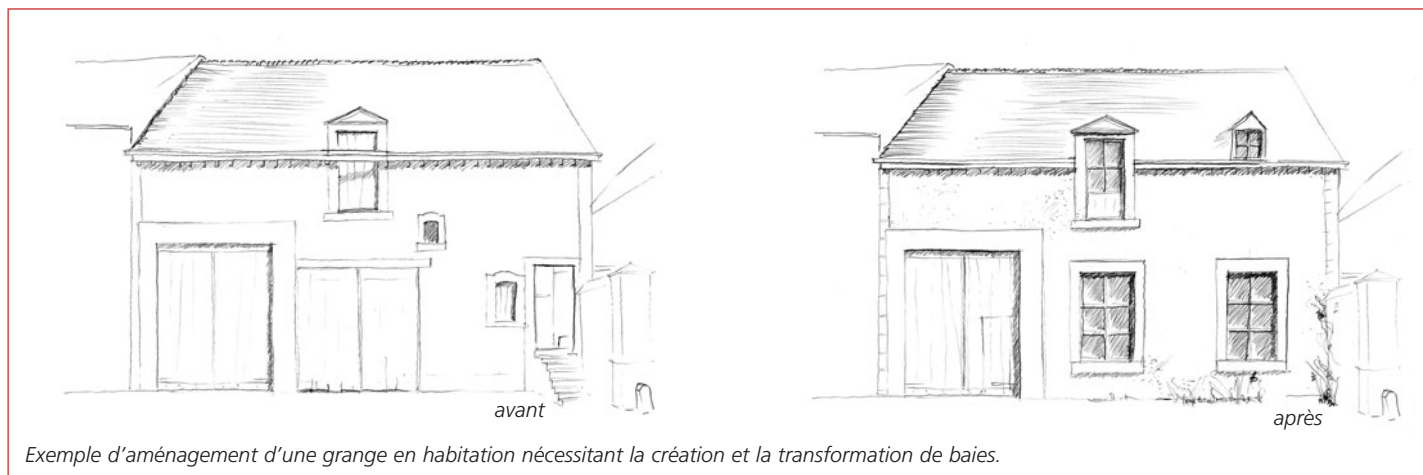 avant
après
Exemple d'aménagement d'une grange en habitation nécessitant la création et la transformation de baies.